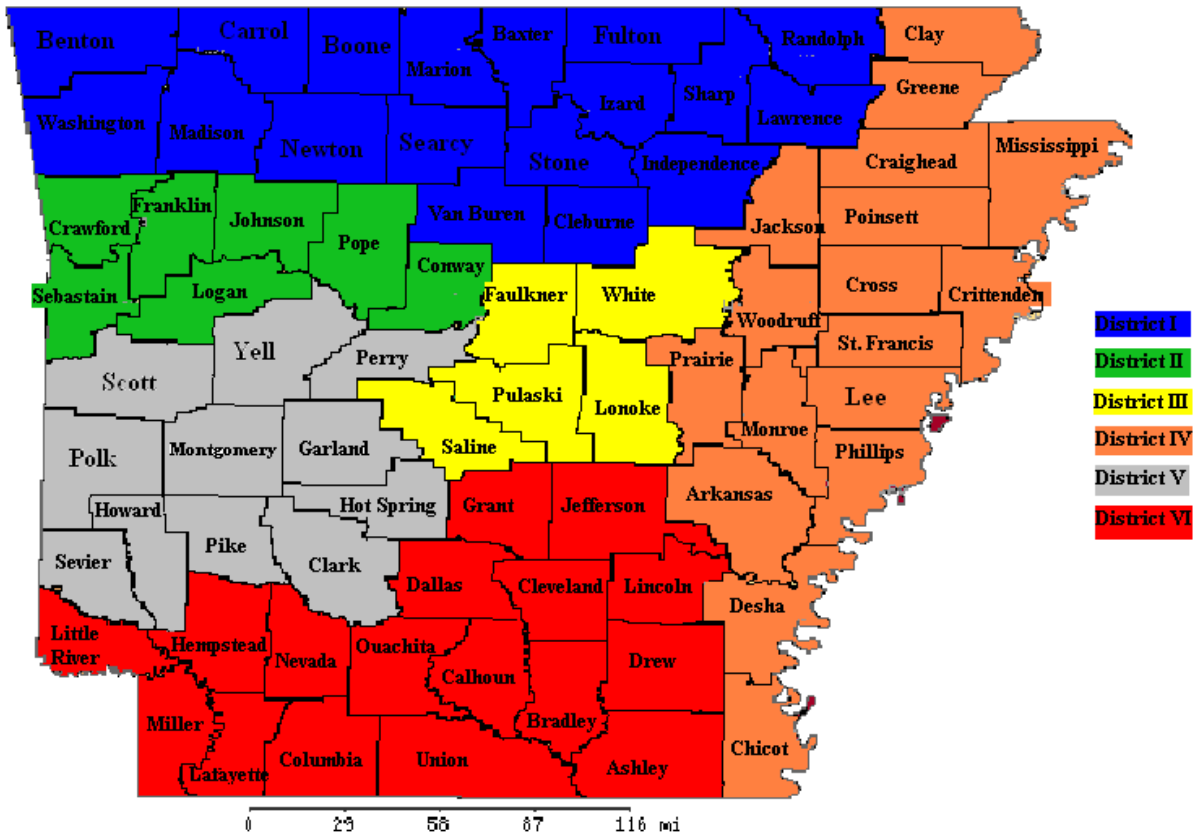 Benton
Carrol
Boone
Baxter
Fulton
Randolph
Clay
Marion
Sharp
Greene
Izard
Washington
Madison
Lawrence
Newton
Searcy
Stone
Independence
Craighead
Mississippi
Franklin
Crawford
Johnson
Pope
Van Buren
Cleburne
Jackson
Poinsett
Conway
Sebastain
Logan
Faulkner
White
Cross
Crittenden
Woodruff
St. Francis
Yell
Perry
Prairie
Scott
Pulaski
Lonoke
Lee
Monroe
Polk
Montgomery
Garland
Saline
Phillips
Arkansas
Howard
Hot Spring
Grant
Jefferson
Sevier
Pike
Clark
Dallas
Cleveland
Lincoln
Desha
Little
River
Hempstead
Nevada
Ouachita
Calhoun
Drew
Miller
Bradley
Chicot
Lafayette
Columbia
Union
Ashley
District I
District II
District III
District IV
District V
District VI
0 29 58 87 116 mi